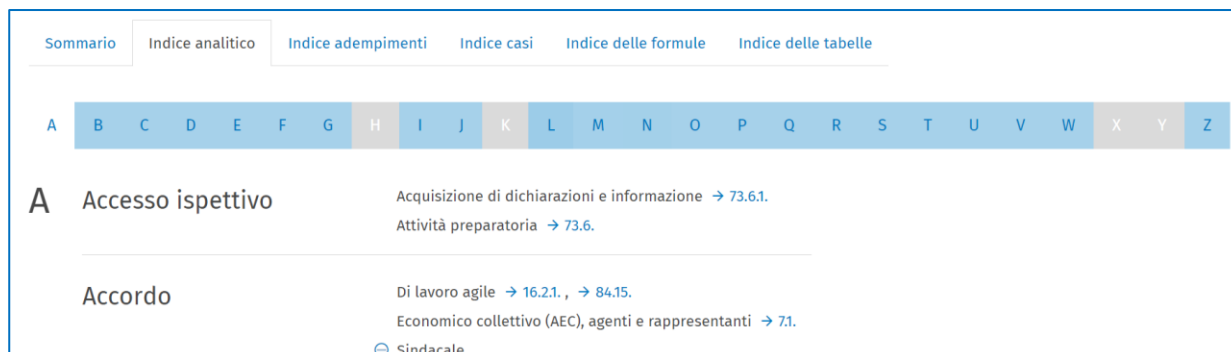 Sommario Indice analitico Indice adempimenti Indice casi Indice delle formule Indice delle tabelle
A B C D E F G H I J K L M N O P Q R S T U V W X Y Z
A Accesso ispettivo Acquisizione di dichiarazioni e informazione → 73.6.1.
Attività preparatoria → 73.6.
Accordo Di lavoro agile → 16.2.1. , → 84.15.
Economico collettivo (AEC), agenti e rappresentanti → 7.1.
Sindacale